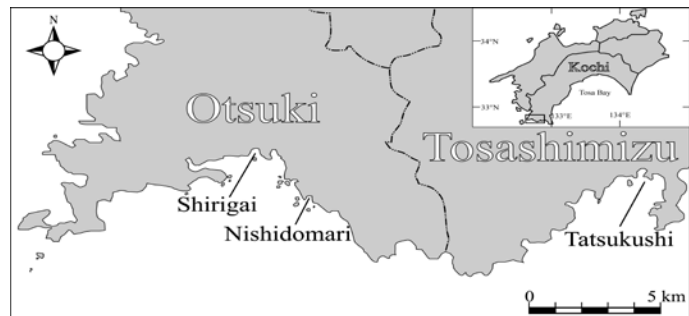 N
34°N
33°N
Kochi
Tosa Bay
133°E
134°E
Otsuki
Tosashimizu
Shirigai
Nishidomari
Tatsukushi
0
5 km